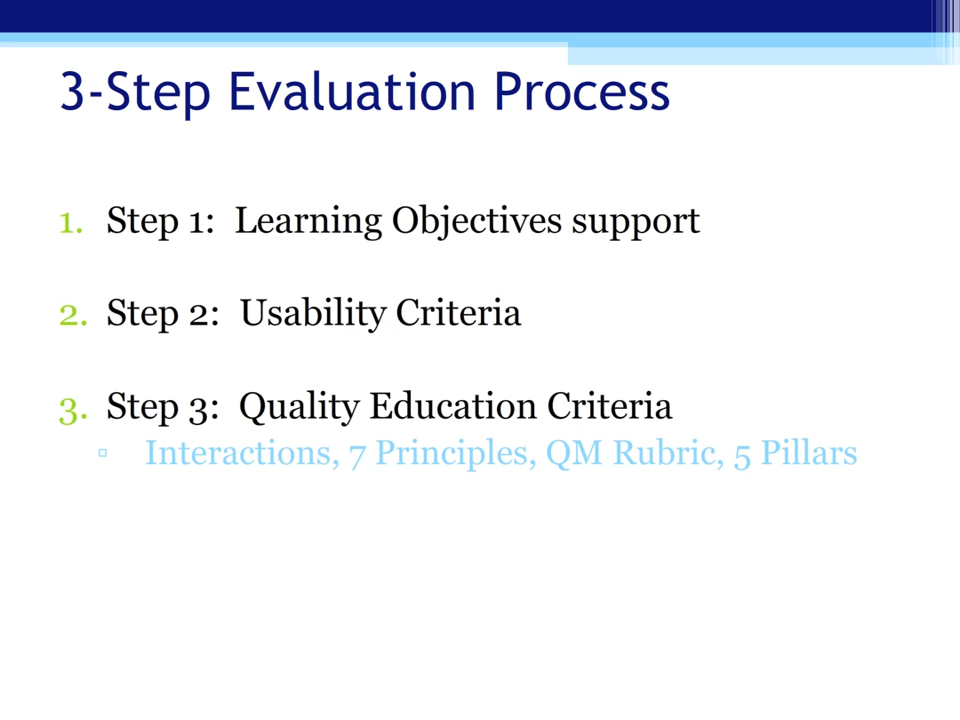 3-Step Evaluation Process
1. Step 1: Learning Objectives support
2. Step 2: Usability Criteria
3. Step 3: Quality Education Criteria
▫ Interactions, 7 Principles, QM Rubric, 5 Pillars